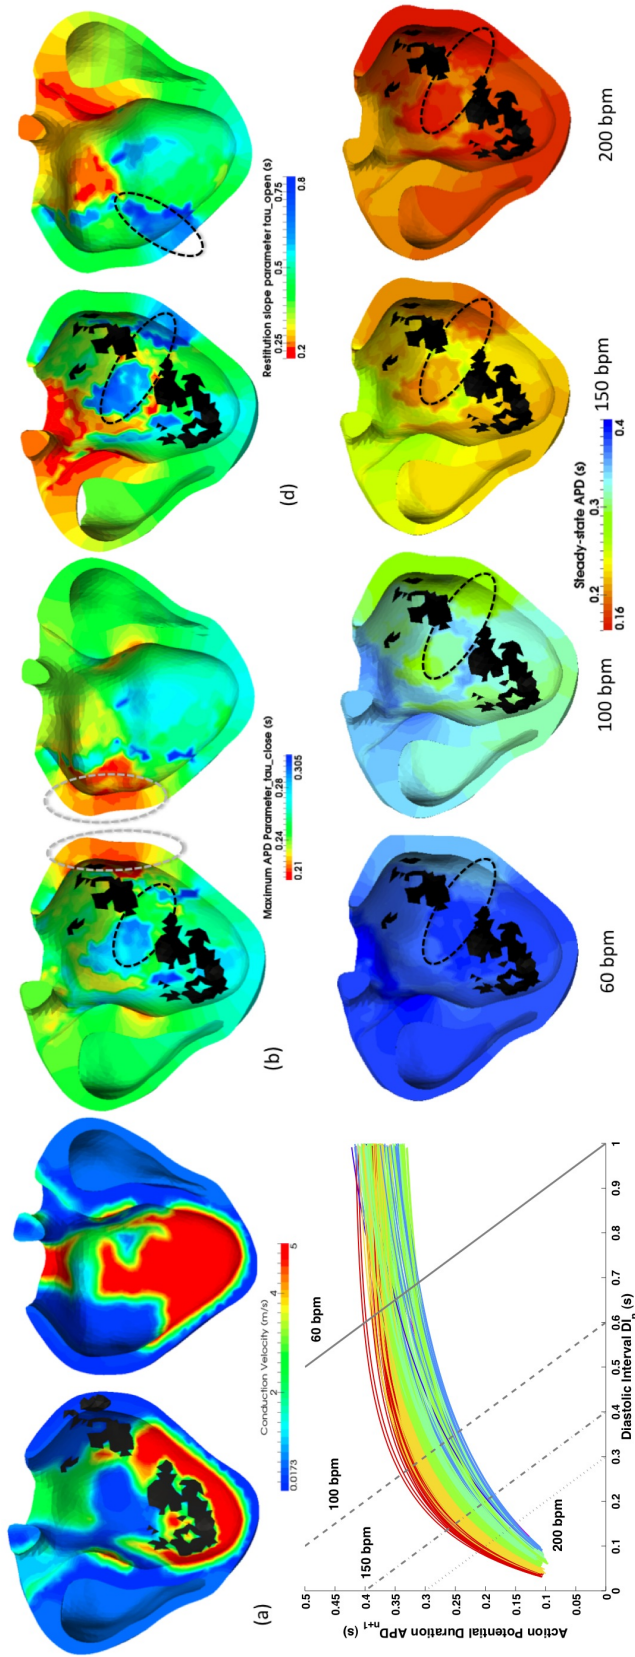 (a)
Conduction Velocity (m/s)
0.0173 2 4 5
(b)
Maximum APD Parameter_tau_close (s)
0.21 0.24 0.28 0.305
(d)
Restitution slope parameter tau_open (s)
0.25 0.5 0.75
0.2 0.8
Action Potential Duration APDn+1 (s)
0.5
0.45
0.4
0.35
0.3
0.25
0.2
0.15
0.1
0.05
0
0 0.1 0.2 0.3 0.4 0.5 0.6 0.7 0.8 0.9 1
Diastolic Interval DIn (s)
60 bpm
100 bpm
150 bpm
200 bpm
60 bpm
100 bpm
150 bpm
200 bpm
Steady-state APD (s)
0.16 0.2 0.3 0.4